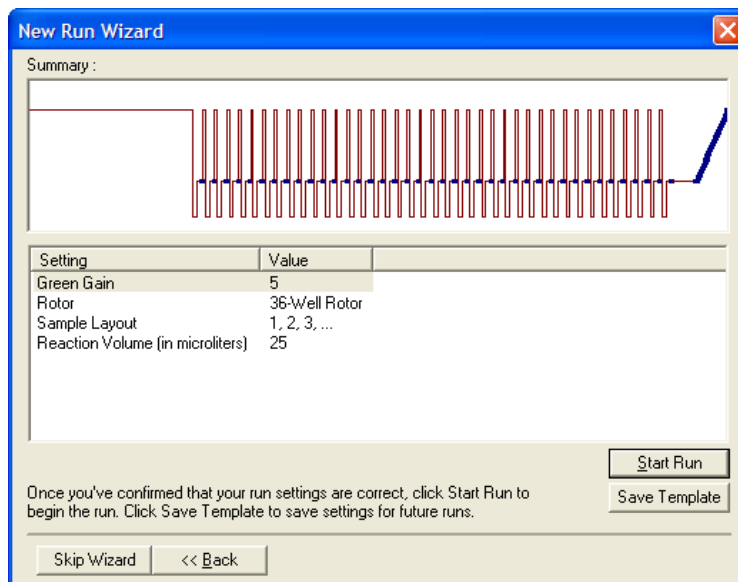 New Run Wizard
Summary :
Setting Value
Green Gain 5
Rotor 36-Well Rotor
Sample Layout 1, 2, 3, ...
Reaction Volume (in microliters) 25
Start Run
Once you've confirmed that your run settings are correct, click Start Run to
begin the run. Click Save Template to save settings for future runs.
Save Template
Skip Wizard << Back